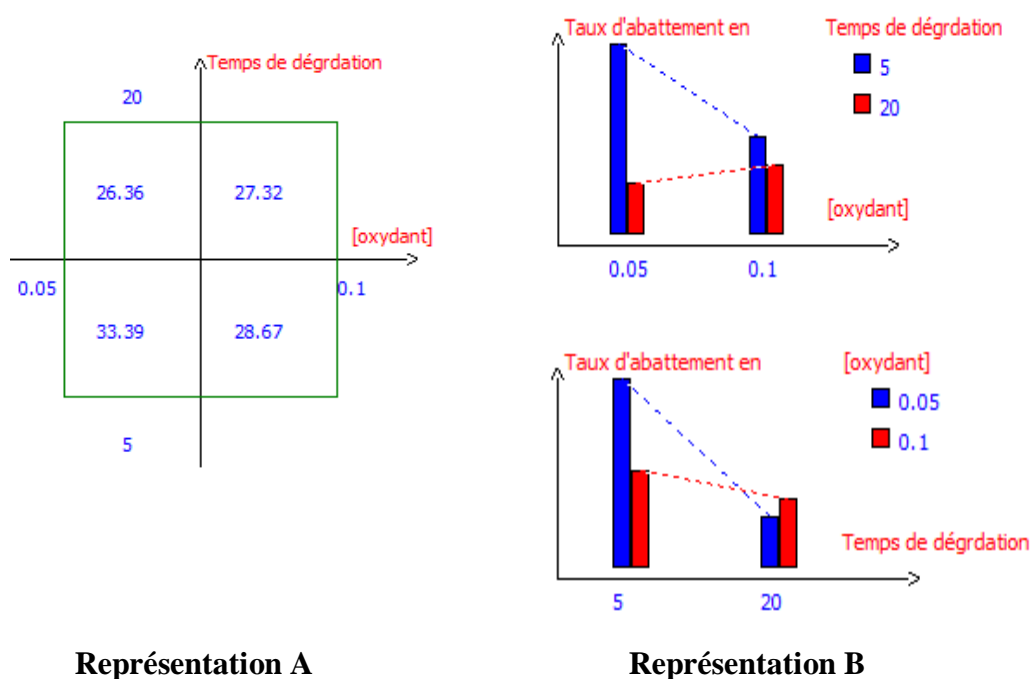 Temps de dégrdation
20
26.36 27.32
[oxydant]
0.05 0.1
33.39 28.67
5
Taux d'abattement en
Temps de dégrdation
5
20
[oxydant]
0.05 0.1
Taux d'abattement en
[oxydant]
0.05
0.1
Temps de dégrdation
5 20
Représentation A
Représentation B